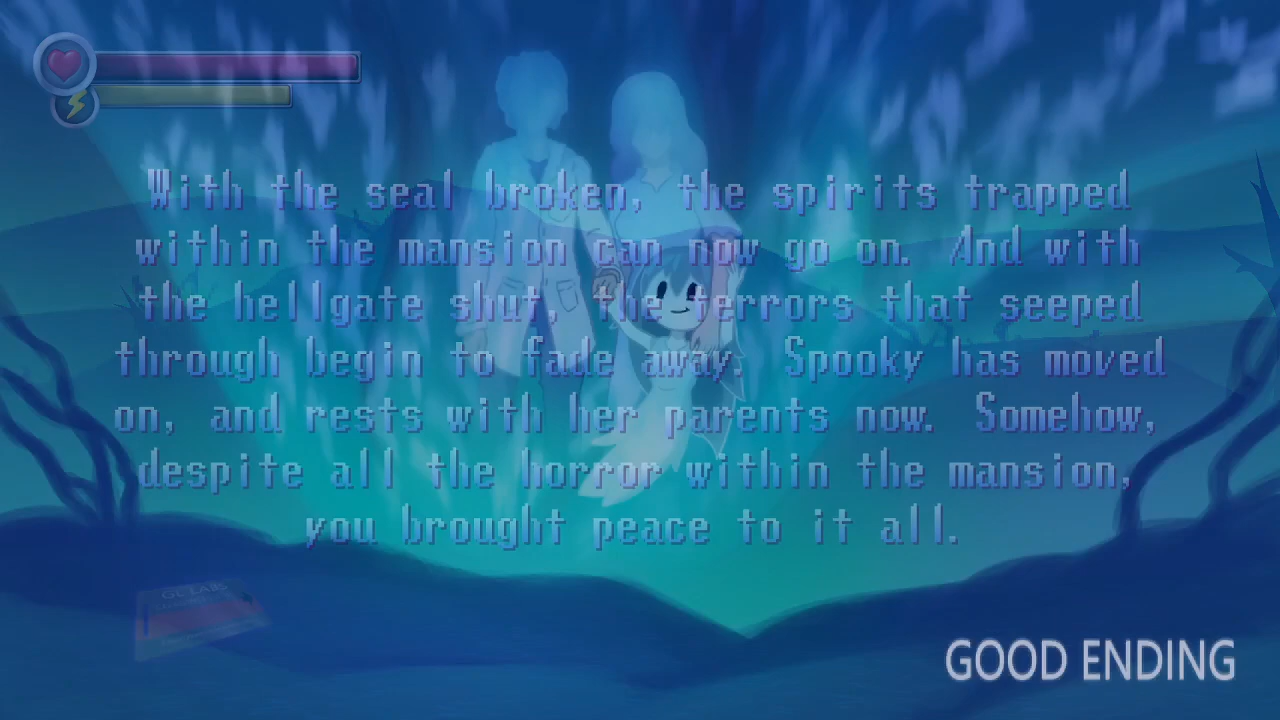 With the seal broken, the spirits trapped
within the mansion can now go on. And with
the hellgate shut, the terrors that seeped
through begin to fade away. Spooky has moved
on, and rests with her parents now. Somehow,
despite all the horror within the mansion,
you brought peace to it all.
GL LABS
GOOD ENDING